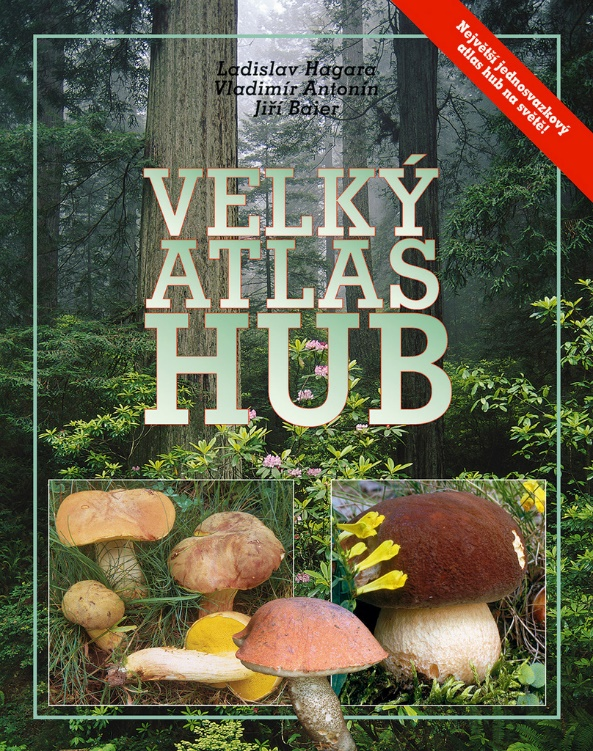 Ladislav Hagara
Vladimír Antonín
Jiří Baier
Největší jednosvazkový
atlas hub na světě!
VELKÝ
ATLAS
HUB